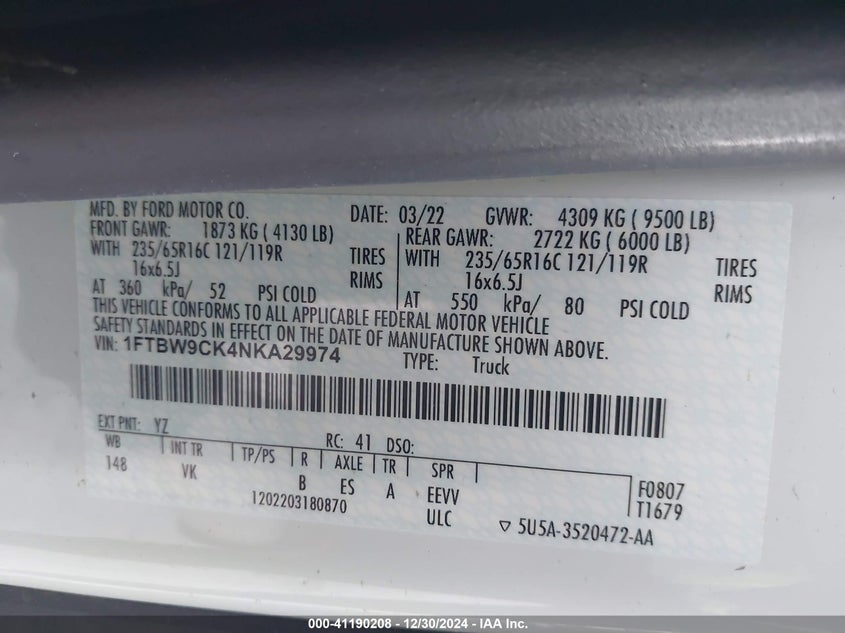 MFD. BY FORD MOTOR CO. DATE: 03/22 GVWR: 4309 KG ( 9500 LB)
FRONT GAWR: 1873 KG ( 4130 LB) REAR GAWR: 2722 KG ( 6000 LB)
WITH 235/65R16C 121/119R TIRES WITH 235/65R16C 121/119R TIRES
16x6.5J RIMS 16x6.5J RIMS
AT 360 kPa/ 52 PSI COLD AT 550 kPa/ 80 PSI COLD
THIS VEHICLE CONFORMS TO ALL APPLICABLE FEDERAL MOTOR VEHICLE
SAFETY STANDARDS IN EFFECT ON THE DATE OF MANUFACTURE SHOWN ABOVE.
VIN: 1FTBW9CK4NKA29974 TYPE: Truck
EXT PNT: YZ RC: 41 DSO:
WB INT TR TP/PS R AXLE TR SPR F0807
148 VK B ES A EEVV T1679
1202203180870 ULC ▽ 5U5A-3520472-AA
000-41190208 - 12/30/2024 - IAA Inc.